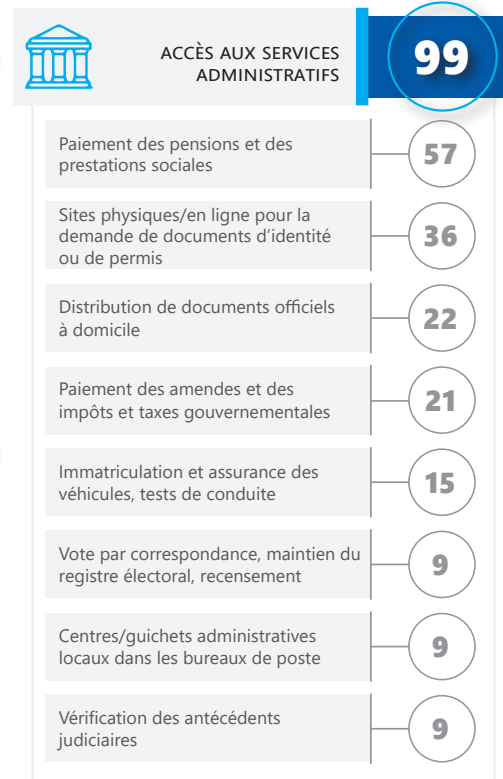 ACCÈS AUX SERVICES
ADMINISTRATIFS
99
Paiement des pensions et des
prestations sociales
57
Sites physiques/en ligne pour la
demande de documents d'identité
ou de permis
36
Distribution de documents officiels
à domicile
22
Paiement des amendes et des
impôts et taxes gouvernementales
21
Immatriculation et assurance des
véhicules, tests de conduite
15
Vote par correspondance, maintien du
registre électoral, recensement
9
Centres/guichets administratives
locaux dans les bureaux de poste
9
Vérification des antécédents
judiciaires
9